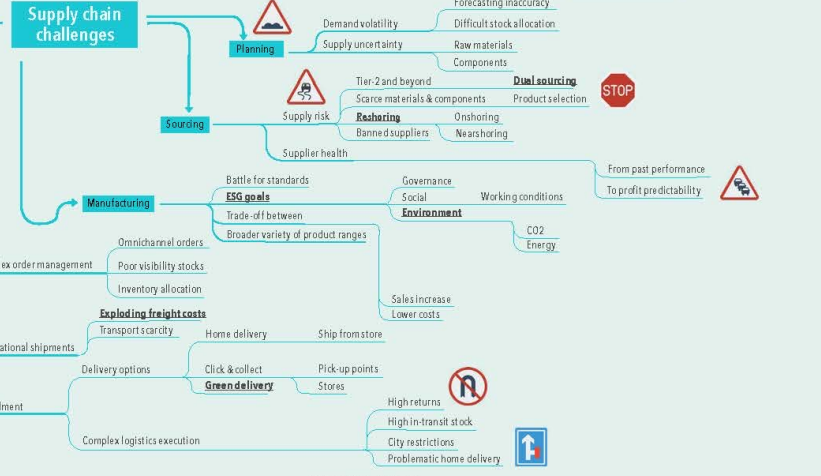 Supply chain
challenges
Forecasting inaccuracy
Demand volatility
Difficult stock allocation
Planning
Supply uncertainty
Raw materials
Components
Tier-2 and beyond
Dual sourcing
Scarce materials & components
Product selection
STOP
Sourcing
Supply risk
Reshoring
Onshoring
Banned suppliers
Nearshoring
Supplier health
From past performance
To profit predictability
Manufacturing
Battle for standards
Governance
ESG goals
Social
Working conditions
Trade-off between
Environment
Broader variety of product ranges
CO2
Energy
Omnichannel orders
ex order management
Poor visibility stocks
Inventory allocation
Sales increase
Lower costs
Exploding freight costs
Transport scarcity
ational shipments
Home delivery
Ship from store
Delivery options
Click & collect
Pick-up points
Green delivery
Stores
lment
High returns
High in-transit stock
Complex logistics execution
City restrictions
Problematic home delivery